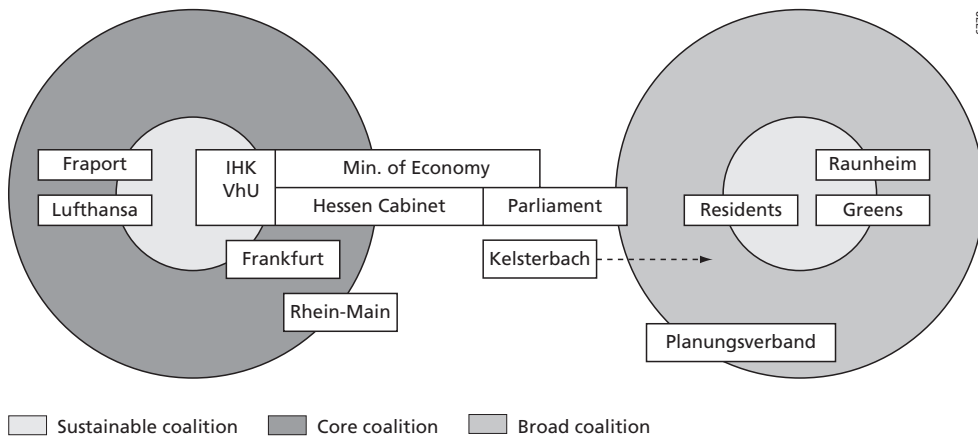 Fraport
IHK
VhU
Min. of Economy
Raunheim
Lufthansa
Hessen Cabinet
Parliament
Residents
Greens
Frankfurt
Kelsterbach
Rhein-Main
Planungsverband
Sustainable coalition
Core coalition
Broad coalition